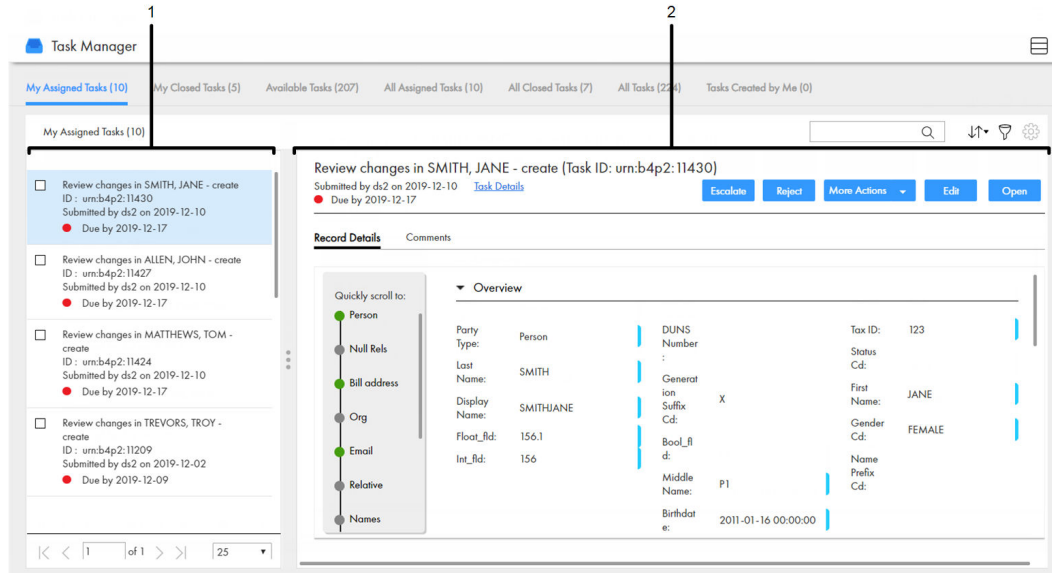 1
2
Task Manager
My Assigned Tasks (10)
My Closed Tasks (5)
Available Tasks (207)
All Assigned Tasks (10)
All Closed Tasks (7)
All Tasks (224)
Tasks Created by Me (0)
My Assigned Tasks (10)
Review changes in SMITH, JANE - create
ID : urn:b4p2:11430
Submitted by ds2 on 2019-12-10
Due by 2019-12-17
Review changes in ALLEN, JOHN - create
ID : urn:b4p2:11427
Submitted by ds2 on 2019-12-10
Due by 2019-12-17
Review changes in MATTHEWS, TOM -
create
ID : urn:b4p2:11424
Submitted by ds2 on 2019-12-10
Due by 2019-12-17
Review changes in TREVORS, TROY -
create
ID : urn:b4p2:11209
Submitted by ds2 on 2019-12-02
Due by 2019-12-09
1 of 1
25
Review changes in SMITH, JANE - create (Task ID: urn:b4p2:11430)
Submitted by ds2 on 2019-12-10 Task Details
Due by 2019-12-17
Escalate
Reject
More Actions
Edit
Open
Record Details
Comments
Quickly scroll to:
Person
Null Rels
Bill address
Org
Email
Relative
Names
Overview
Party
Type:
Person
Last
Name:
SMITH
Display
Name:
SMITHJANE
Float_fld:
156.1
Int_fld:
156
DUNS
Number
:
Generat
ion
Suffix
Cd:
X
Bool_fl
d:
Middle
Name:
P1
Birthdat
e:
2011-01-16 00:00:00
Tax ID:
123
Status
Cd:
First
Name:
JANE
Gender
Cd:
FEMALE
Name
Prefix
Cd: